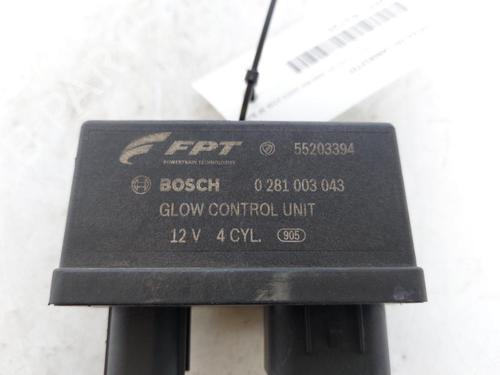 FPT 55203394
POWERTRAIN TECHNOLOGIES
BOSCH 0 281 003 043
GLOW CONTROL UNIT
12 V 4 CYL. 905